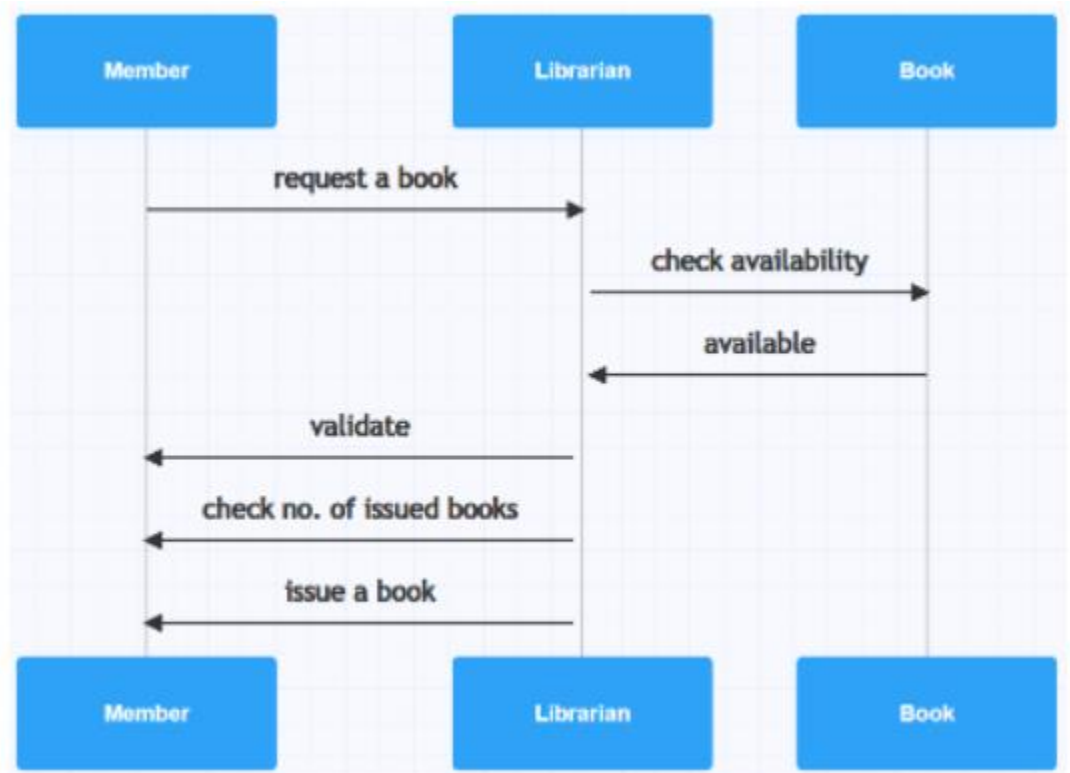 Member
Librarian
Book
request a book
check availability
available
validate
check no. of issued books
issue a book
Member
Librarian
Book